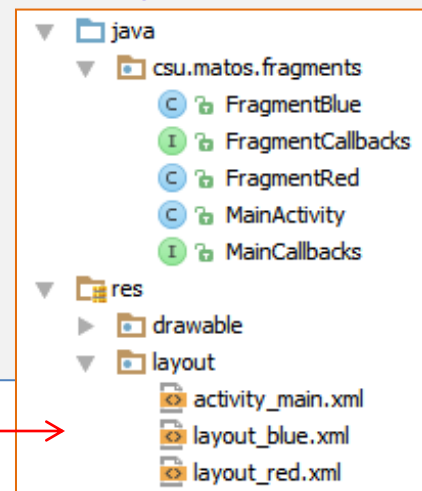 java
csu.matos.fragments
C FragmentBlue
I FragmentCallbacks
C FragmentRed
C MainActivity
I MainCallbacks
res
drawable
layout
activity_main.xml
layout_blue.xml
layout_red.xml